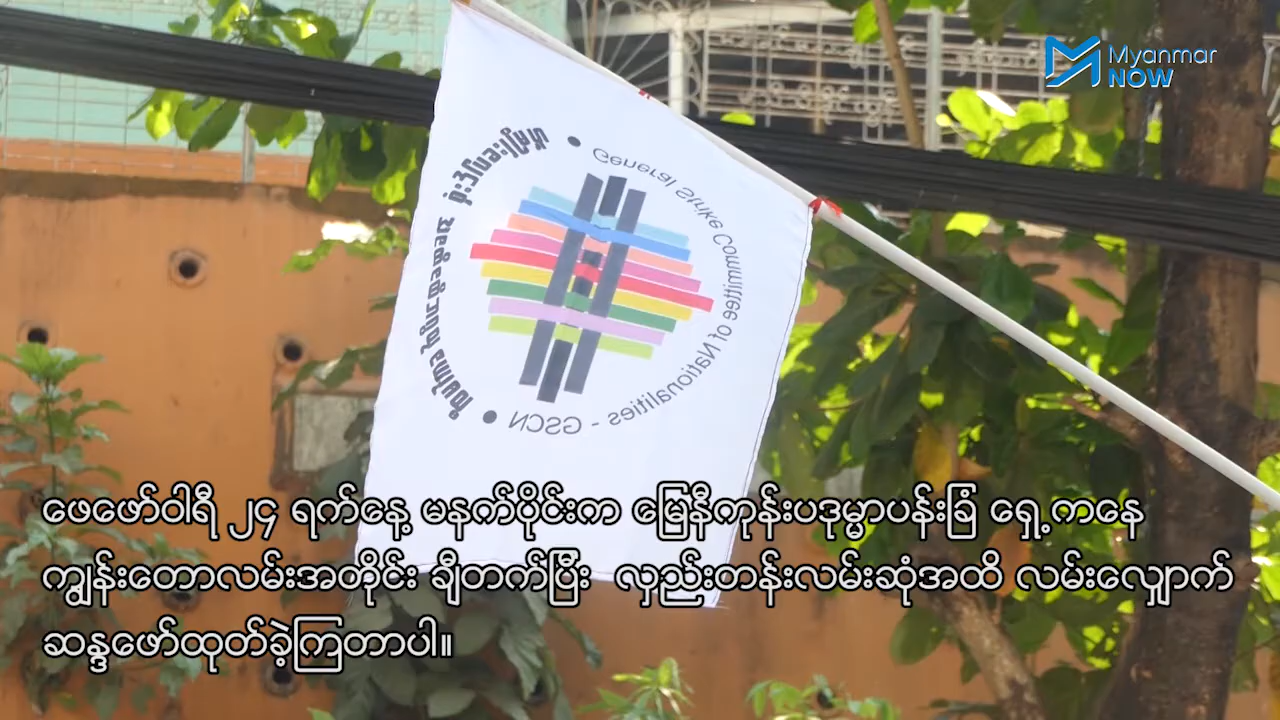 Myanmar
NOW
General Strike Committee of Nationalities - GSCN
ဖေဖော်ဝါရီ ၂၄ ရက်နေ့ မနက်ပိုင်းက မြေနီကုန်းပဒုမ္မာပန်းခြံ ရှေ့ကနေ
ကျွန်းတောလမ်းအတိုင်း ချီတက်ပြီး လှည်းတန်းလမ်းဆုံအထိ လမ်းလျှောက်
ဆန္ဒဖော်ထုတ်ခဲ့ကြတာပါ။